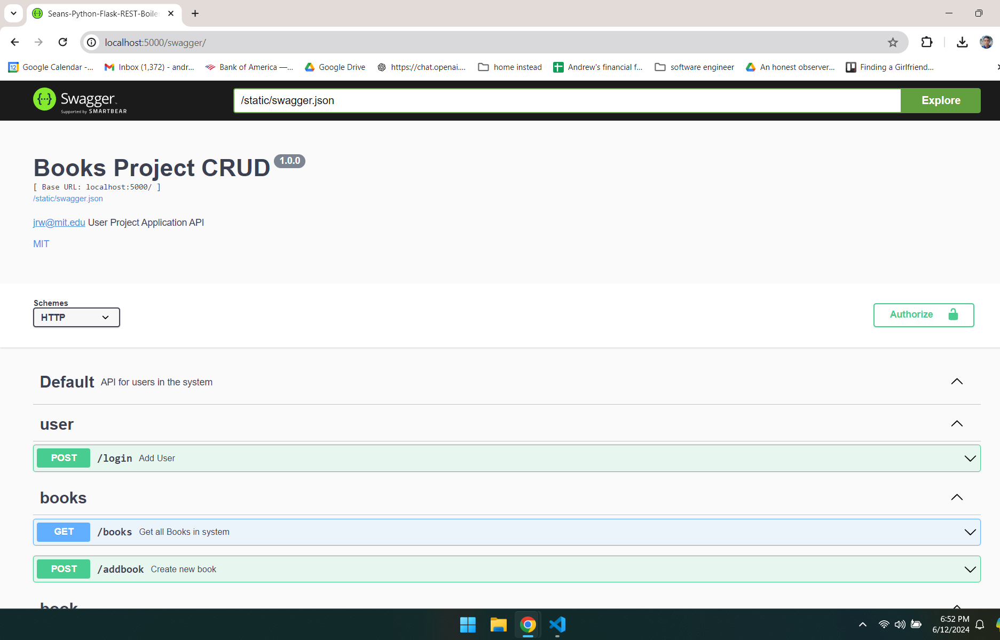 Seans-Python-Flask-REST-Boiler
localhost:5000/swagger/
12 Google Calendar -...
Inbox (1,372) - andr...
Bank of America —...
Google Drive
https://chat.openai....
home instead
Andrew's financial f...
software engineer
An honest observer...
Finding a Girlfriend...
Swagger
Supported by SMARTBEAR
/static/swagger.json
Explore
Books Project CRUD 1.0.0
[ Base URL: localhost:5000/ ]
/static/swagger.json
jrw@mit.edu User Project Application API
MIT
Schemes
HTTP
Authorize
Default API for users in the system
user
POST /login Add User
books
GET /books Get all Books in system
POST /addbook Create new book
book
6:52 PM
6/12/2024